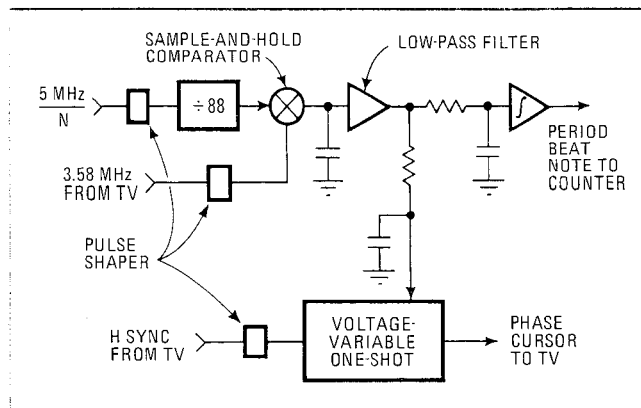 SAMPLE-AND-HOLD
COMPARATOR
LOW-PASS FILTER
5 MHz
N
÷88
∫
3.58 MHz
FROM TV
PERIOD
BEAT
NOTE TO
COUNTER
PULSE
SHAPER
H SYNC
FROM TV
VOLTAGE-
VARIABLE
ONE-SHOT
PHASE
CURSOR
TO TV